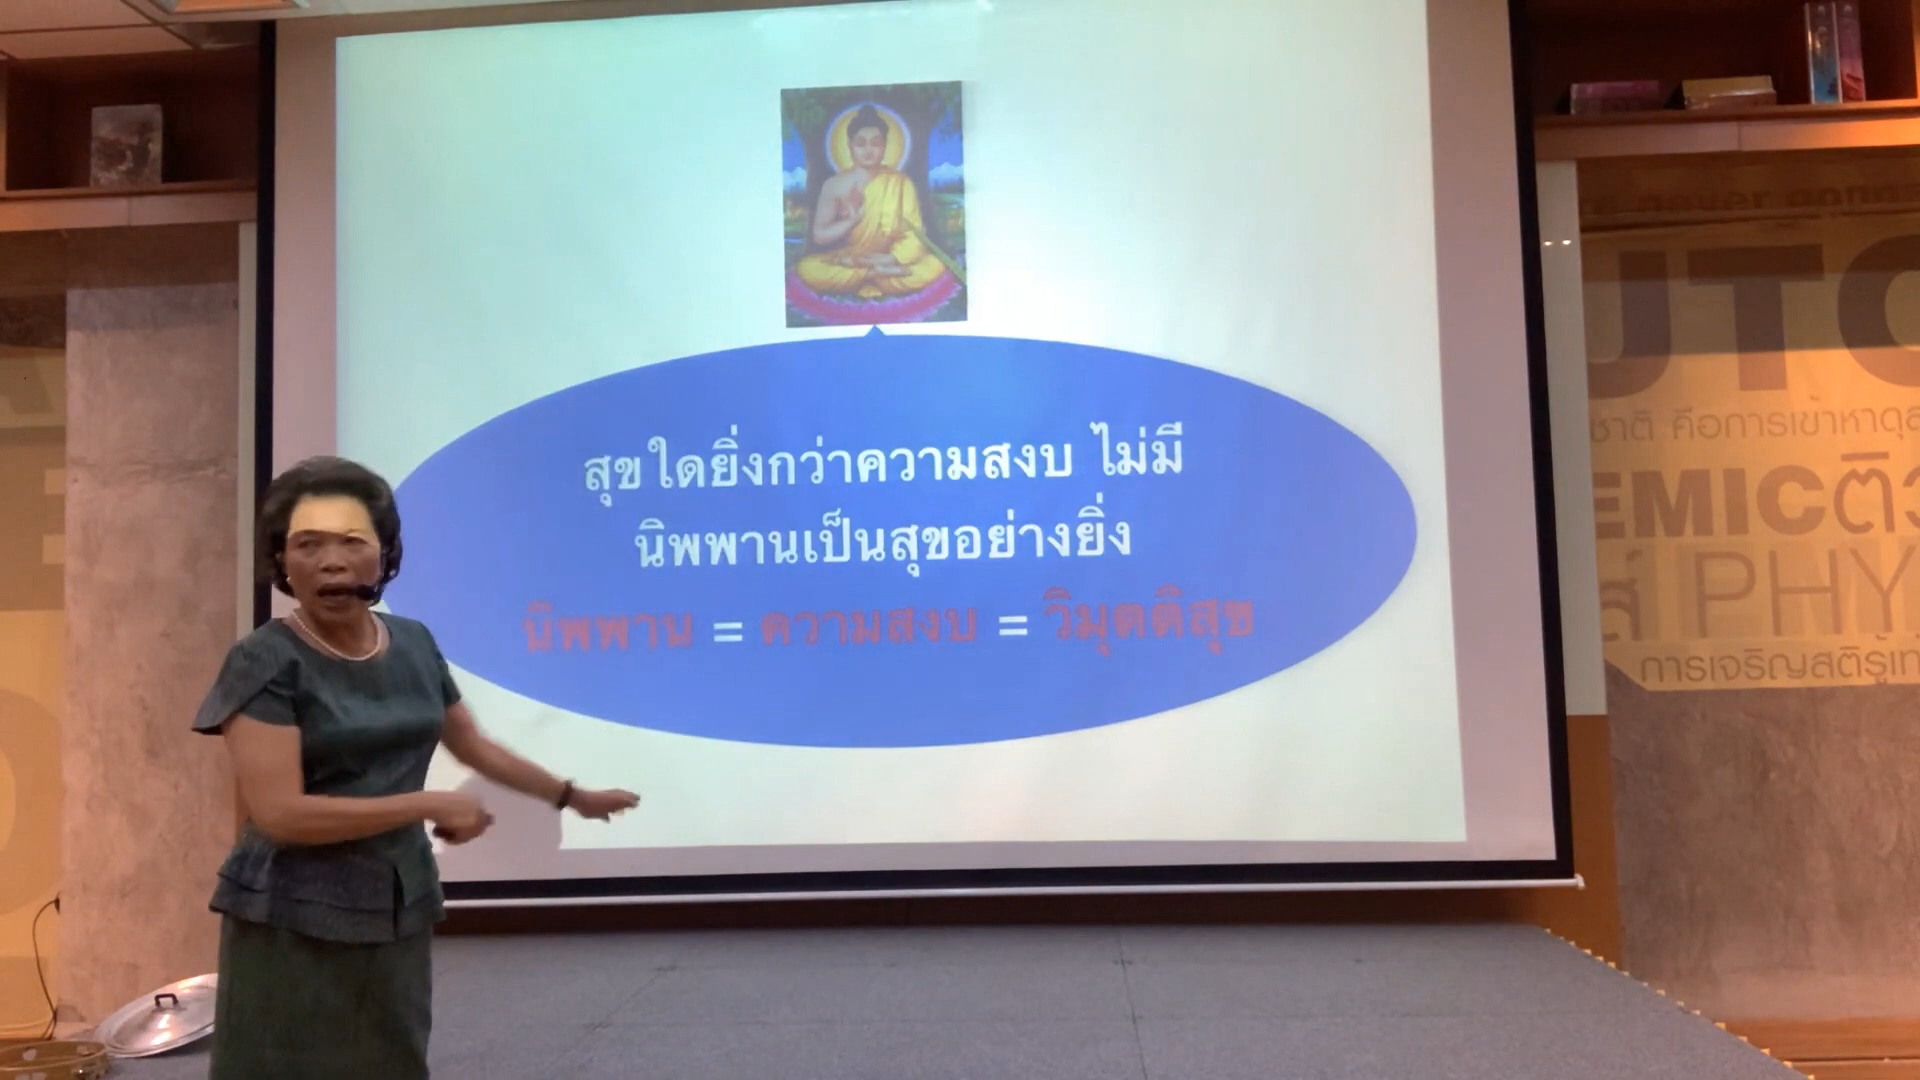 สุขใดยิ่งกว่าความสงบ ไม่มี
นิพพานเป็นสุขอย่างยิ่ง
นิพพาน = ความสงบ = วิมุตติสุข
UTO
ชาติ คือการเข้าหาดุล
EMICติว
PHY
การเจริญสติรู้เท่